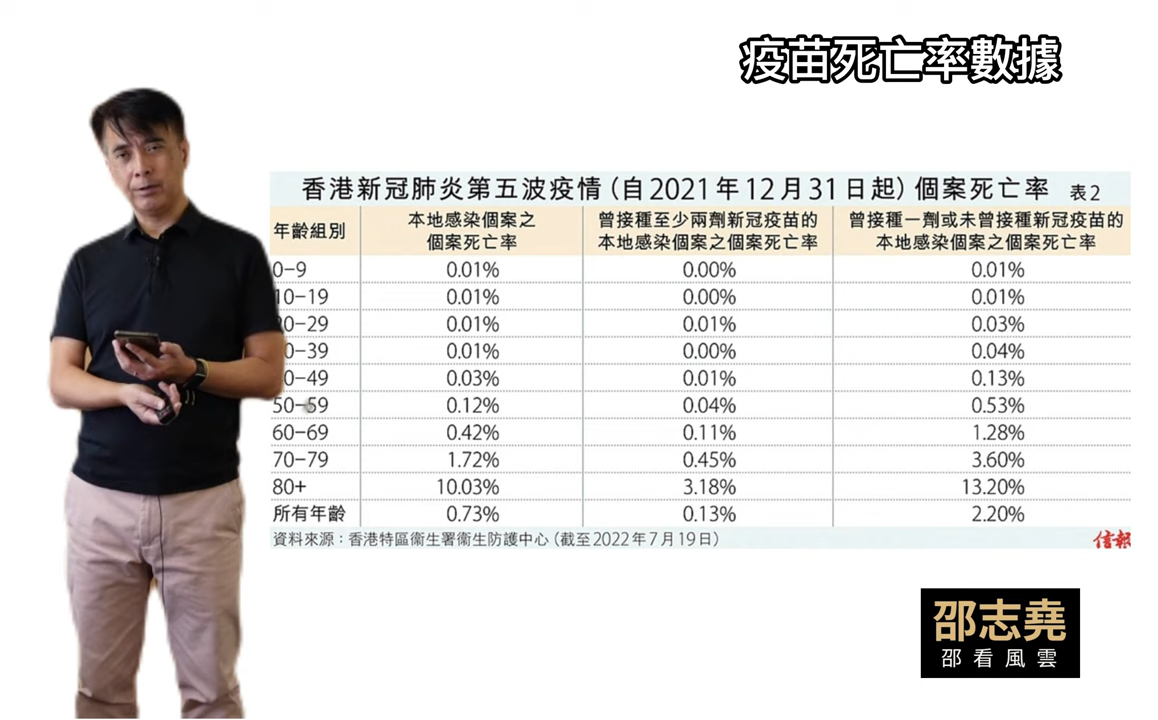 疫苗死亡率數據
香港新冠肺炎第五波疫情(自2021年12月31日起)個案死亡率 表2
年齡組別 本地感染個案之個案死亡率 曾接種至少兩劑新冠疫苗的本地感染個案之個案死亡率 曾接種一劑或未曾接種新冠疫苗的本地感染個案之個案死亡率
0-9 0.01% 0.00% 0.01%
10-19 0.01% 0.00% 0.01%
0-29 0.01% 0.01% 0.03%
0-39 0.01% 0.00% 0.04%
0-49 0.03% 0.01% 0.13%
50-59 0.12% 0.04% 0.53%
60-69 0.42% 0.11% 1.28%
70-79 1.72% 0.45% 3.60%
80+ 10.03% 3.18% 13.20%
所有年齡 0.73% 0.13% 2.20%
資料來源：香港特區衞生署衞生防護中心(截至2022年7月19日)
信報
邵志堯
邵看風雲